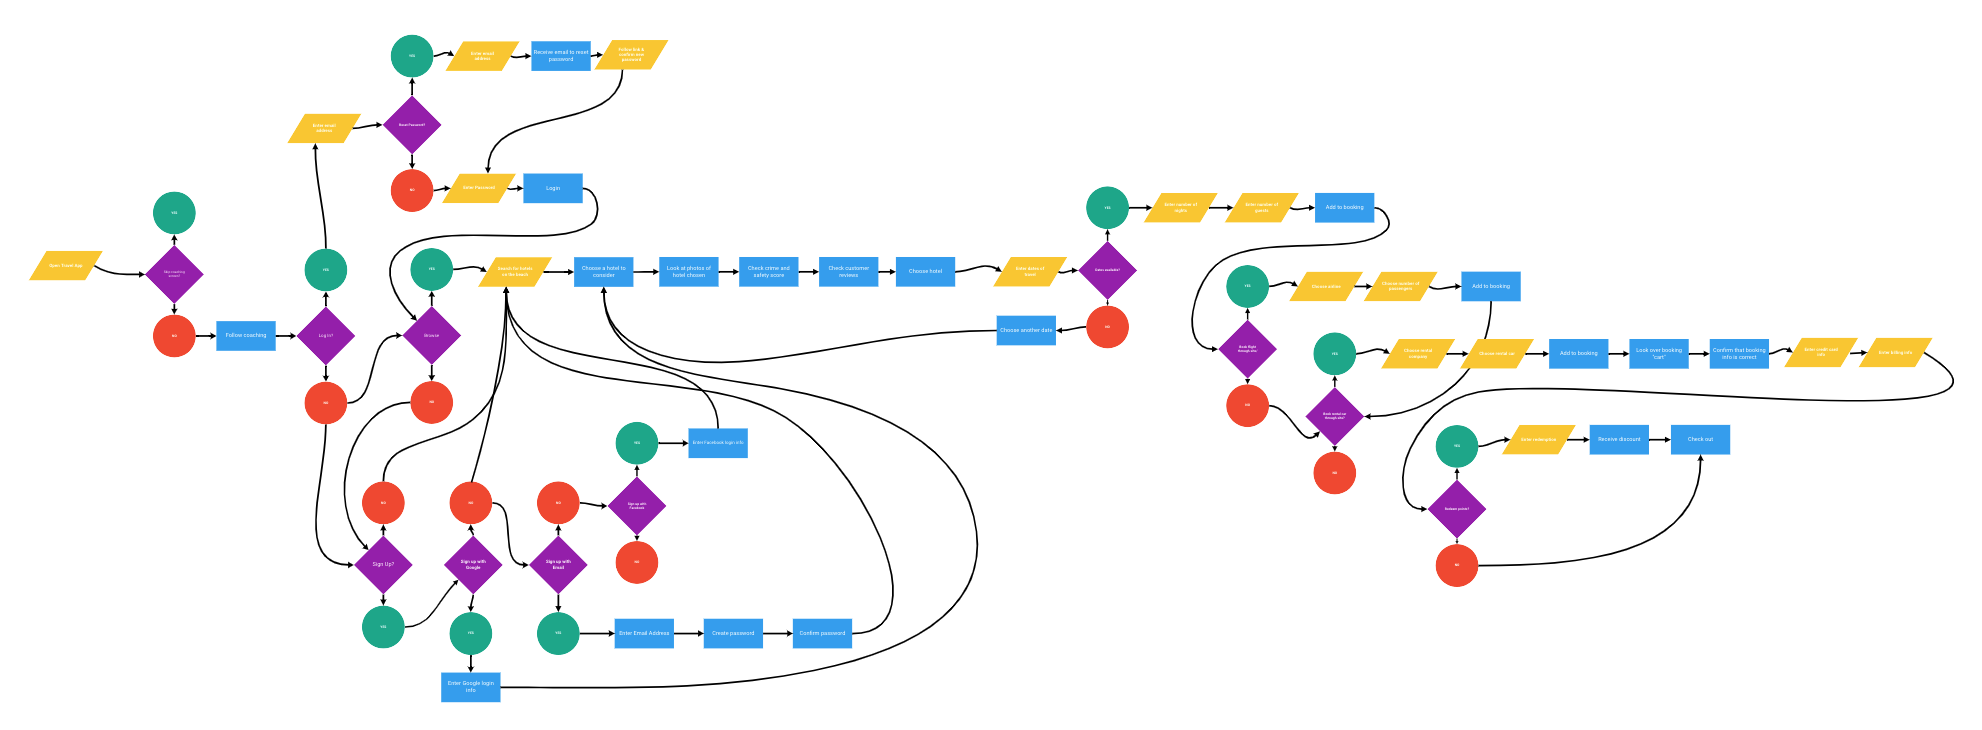 YES
Enter email
address
Receive email to reset
password
Follow link &
confirm new
password
Reset Password?
Enter email
address
NO
Enter Password
Login
YES
Open Travel App
Skip coaching
screens?
NO
Follow coaching
YES
Log In?
NO
YES
Browse
NO
Search for hotels
on the beach
Choose a hotel to
consider
Look at photos of
hotel chosen
Check crime and
safety score
Check customer
reviews
Choose hotel
Enter dates of
travel
Dates available?
YES
NO
Choose another date
Enter number of
nights
Enter number of
guests
Add to booking
YES
Choose airline
Choose number of
passengers
Add to booking
Book flight
through site
NO
YES
Choose rental
company
Choose rental car
Add to booking
Look over booking
"cart"
Confirm that booking
info is correct
Enter credit card
info
Enter billing info
Book rental car
through site?
NO
YES
Enter redemption
Receive discount
Check out
Redeem points?
NO
NO
Sign Up?
YES
NO
Sign up with
Google
YES
Enter Google login
info
NO
Sign up with
Email
YES
Enter Email Address
Create password
Confirm password
YES
Enter Facebook login info
Sign up with
Facebook
NO